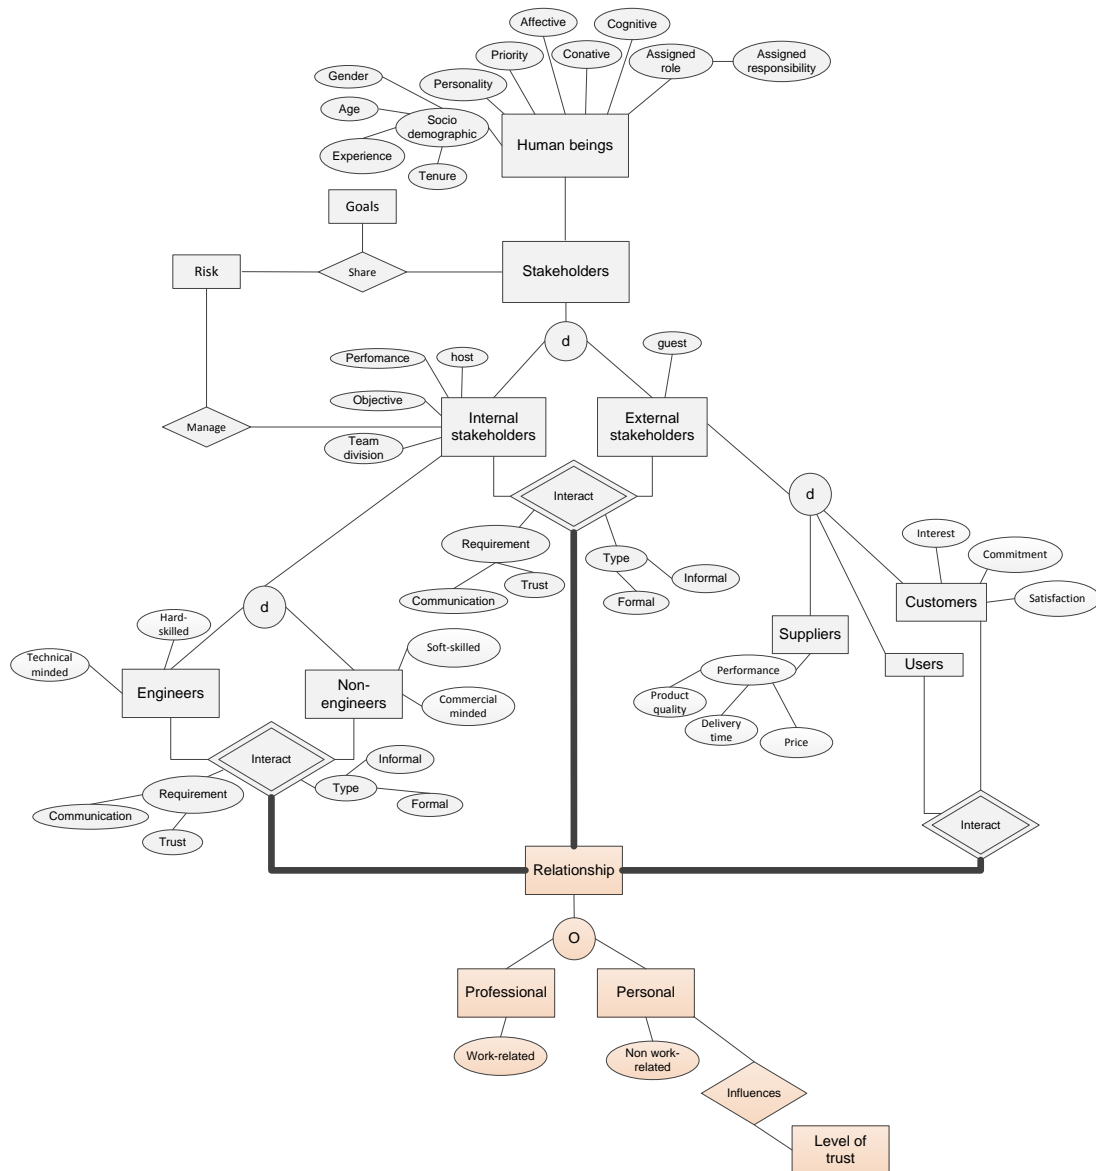 Affective
Cognitive
Priority
Conative
Assigned
role
Assigned
responsibility
Gender
Personality
Age
Socio
demographic
Human beings
Experience
Tenure
Goals
Risk
Share
Stakeholders
d
Perfomance
host
guest
Objective
Internal
stakeholders
External
stakeholders
Manage
Team
division
d
Interact
Interest
Requirement
Type
Informal
Commitment
Communication
Trust
Formal
Customers
Satisfaction
d
Hard-
skilled
Suppliers
Technical
minded
Soft-skilled
Users
Engineers
Non-
engineers
Performance
Commercial
minded
Product
quality
Delivery
time
Price
Interact
Informal
Requirement
Type
Formal
Communication
Trust
Interact
Relationship
O
Professional
Personal
Work-related
Non work-
related
Influences
Level of
trust